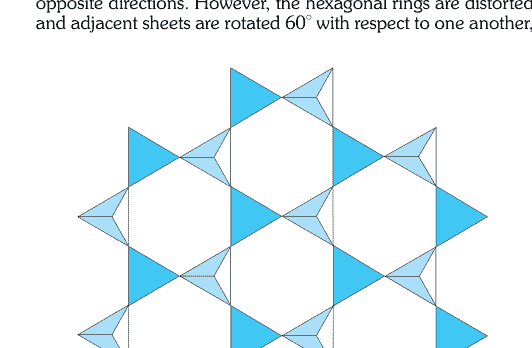 opposite directions. However, the hexagonal rings are distorted
and adjacent sheets are rotated 60° with respect to one another,